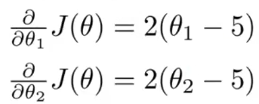 ∂/∂θ₁ J(θ) = 2(θ₁ − 5)
∂/∂θ₂ J(θ) = 2(θ₂ − 5)